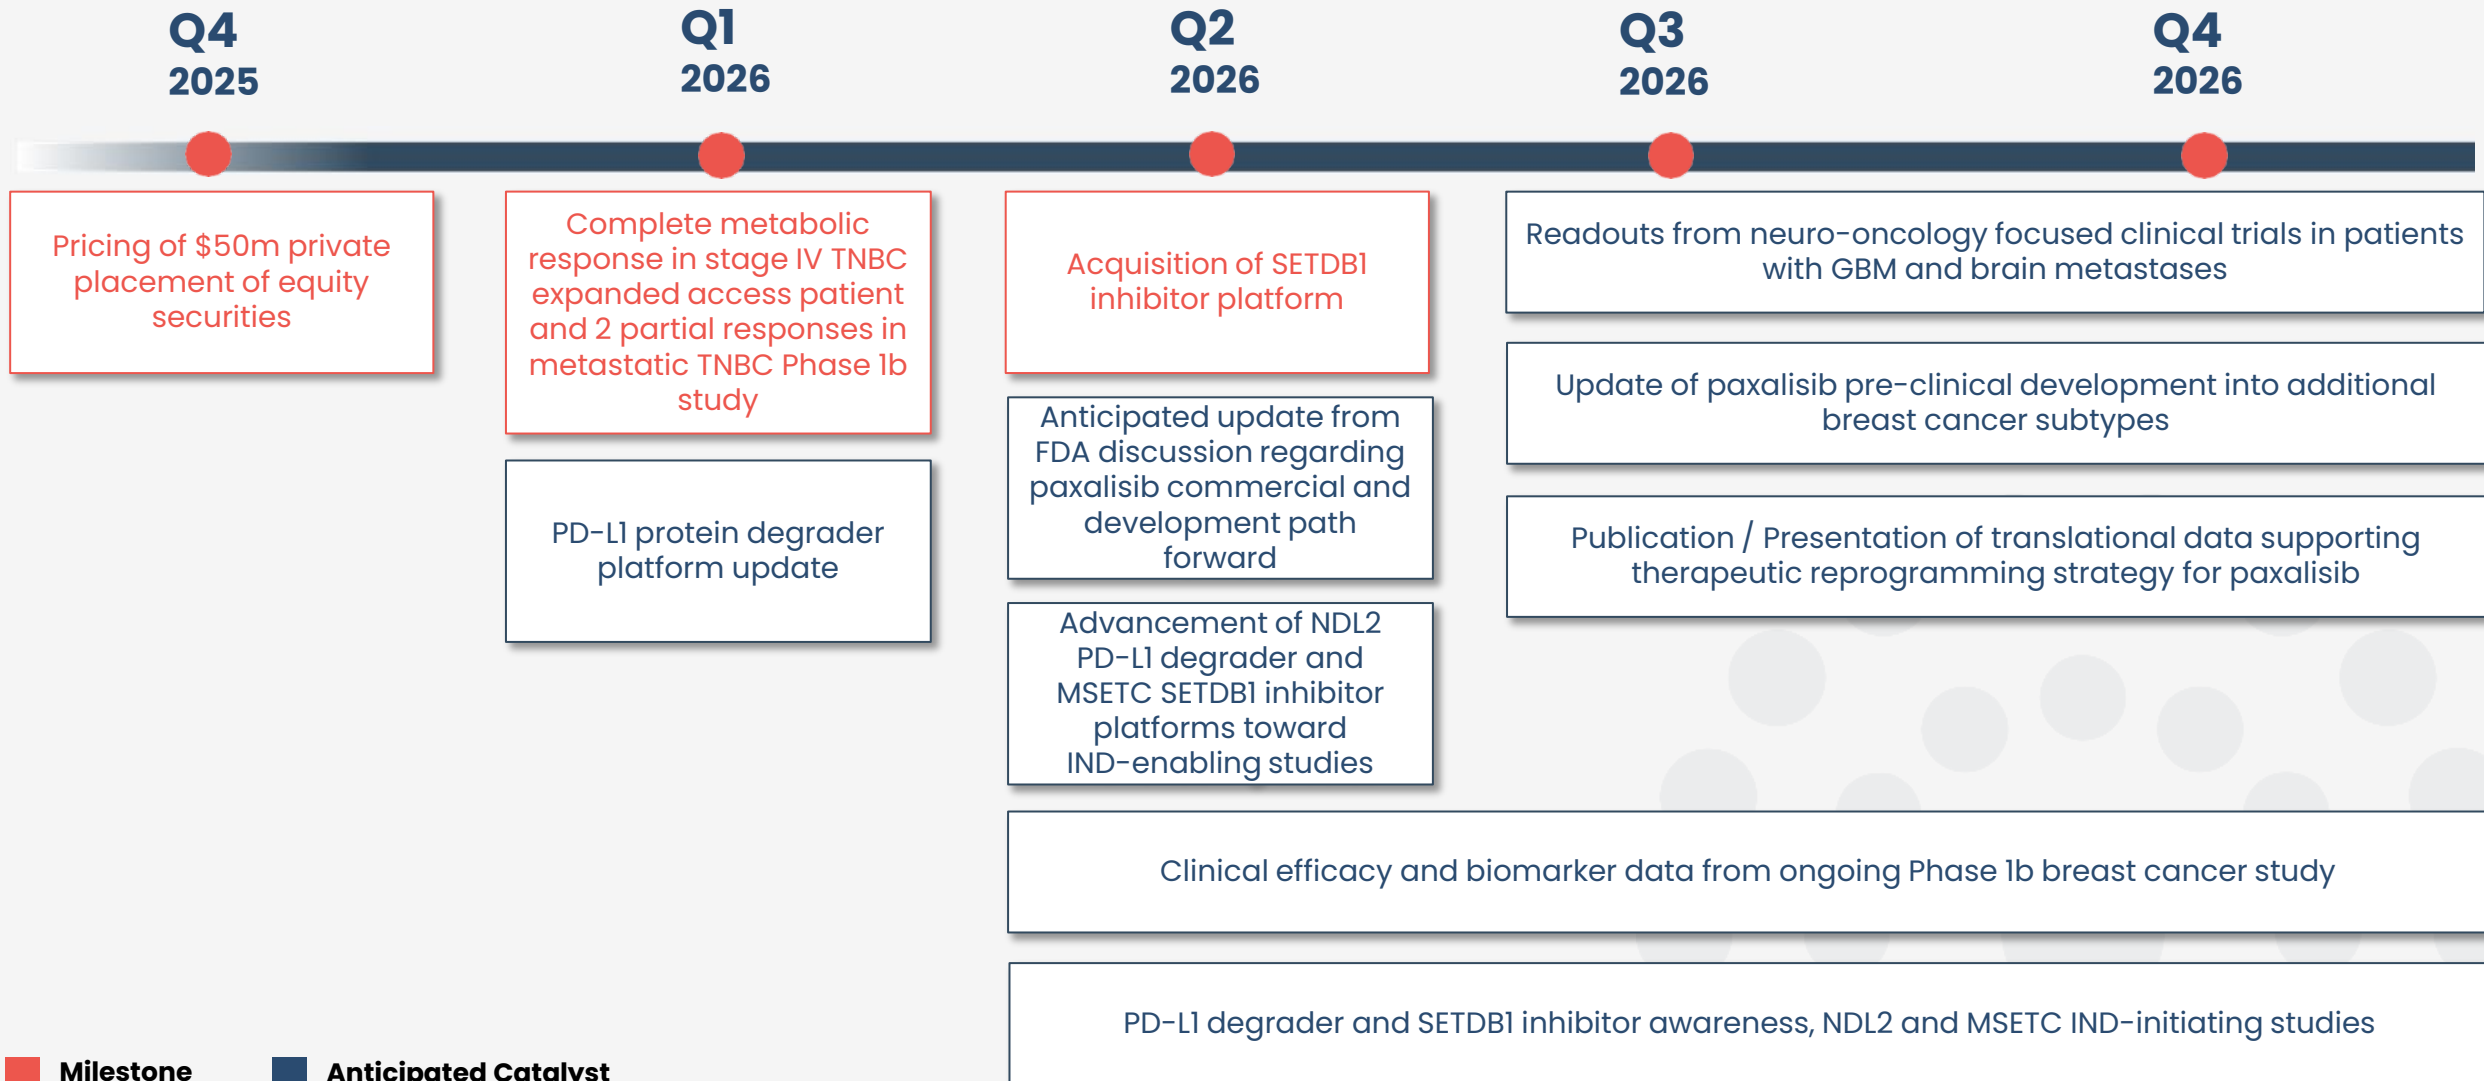 Q4
2025
Q1
2026
Q2
2026
Q3
2026
Q4
2026
Pricing of $50m private
placement of equity
securities
Complete metabolic
response in stage IV TNBC
expanded access patient
and 2 partial responses in
metastatic TNBC Phase 1b
study
PD-L1 protein degrader
platform update
Acquisition of SETDB1
inhibitor platform
Anticipated update from
FDA discussion regarding
paxalisib commercial and
development path
forward
Advancement of NDL2
PD-L1 degrader and
MSETC SETDB1 inhibitor
platforms toward
IND-enabling studies
Readouts from neuro-oncology focused clinical trials in patients
with GBM and brain metastases
Update of paxalisib pre-clinical development into additional
breast cancer subtypes
Publication / Presentation of translational data supporting
therapeutic reprogramming strategy for paxalisib
Clinical efficacy and biomarker data from ongoing Phase 1b breast cancer study
PD-L1 degrader and SETDB1 inhibitor awareness, NDL2 and MSETC IND-initiating studies
Milestone
Anticipated Catalyst